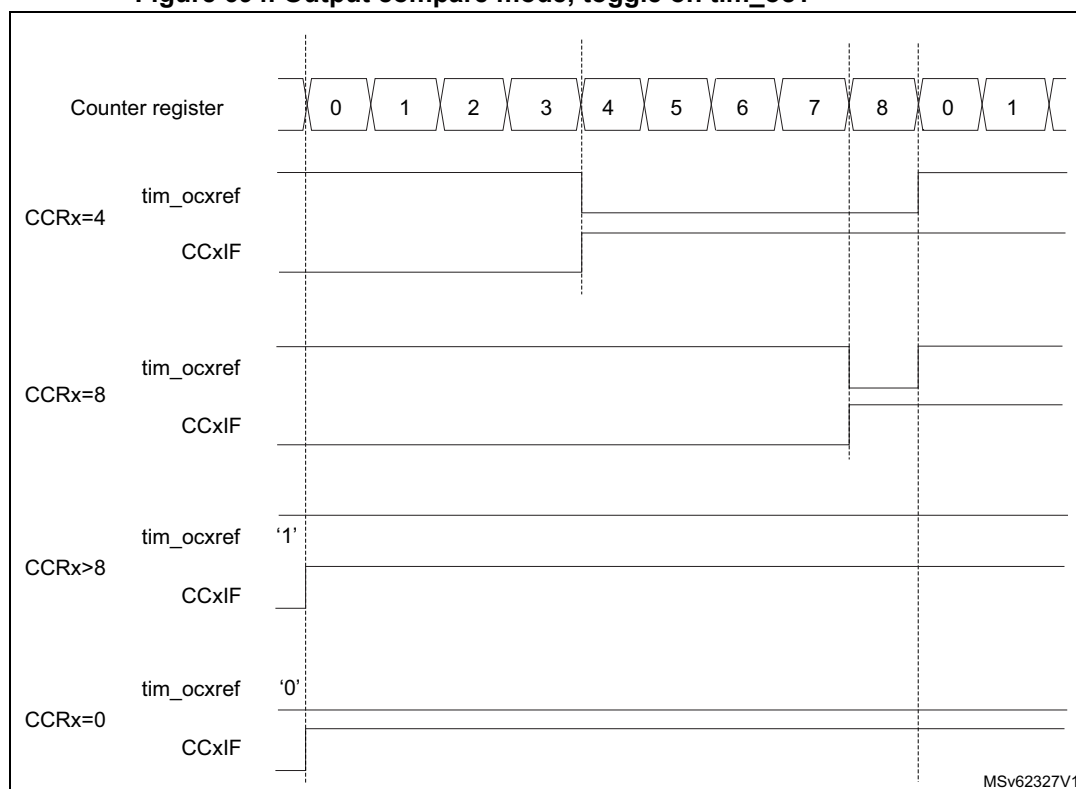 Counter register 0 1 2 3 4 5 6 7 8 0 1
tim_ocxref
CCRx=4
CCxIF
tim_ocxref
CCRx=8
CCxIF
tim_ocxref ‘1’
CCRx>8
CCxIF
tim_ocxref ‘0’
CCRx=0
CCxIF
MSv62327V1